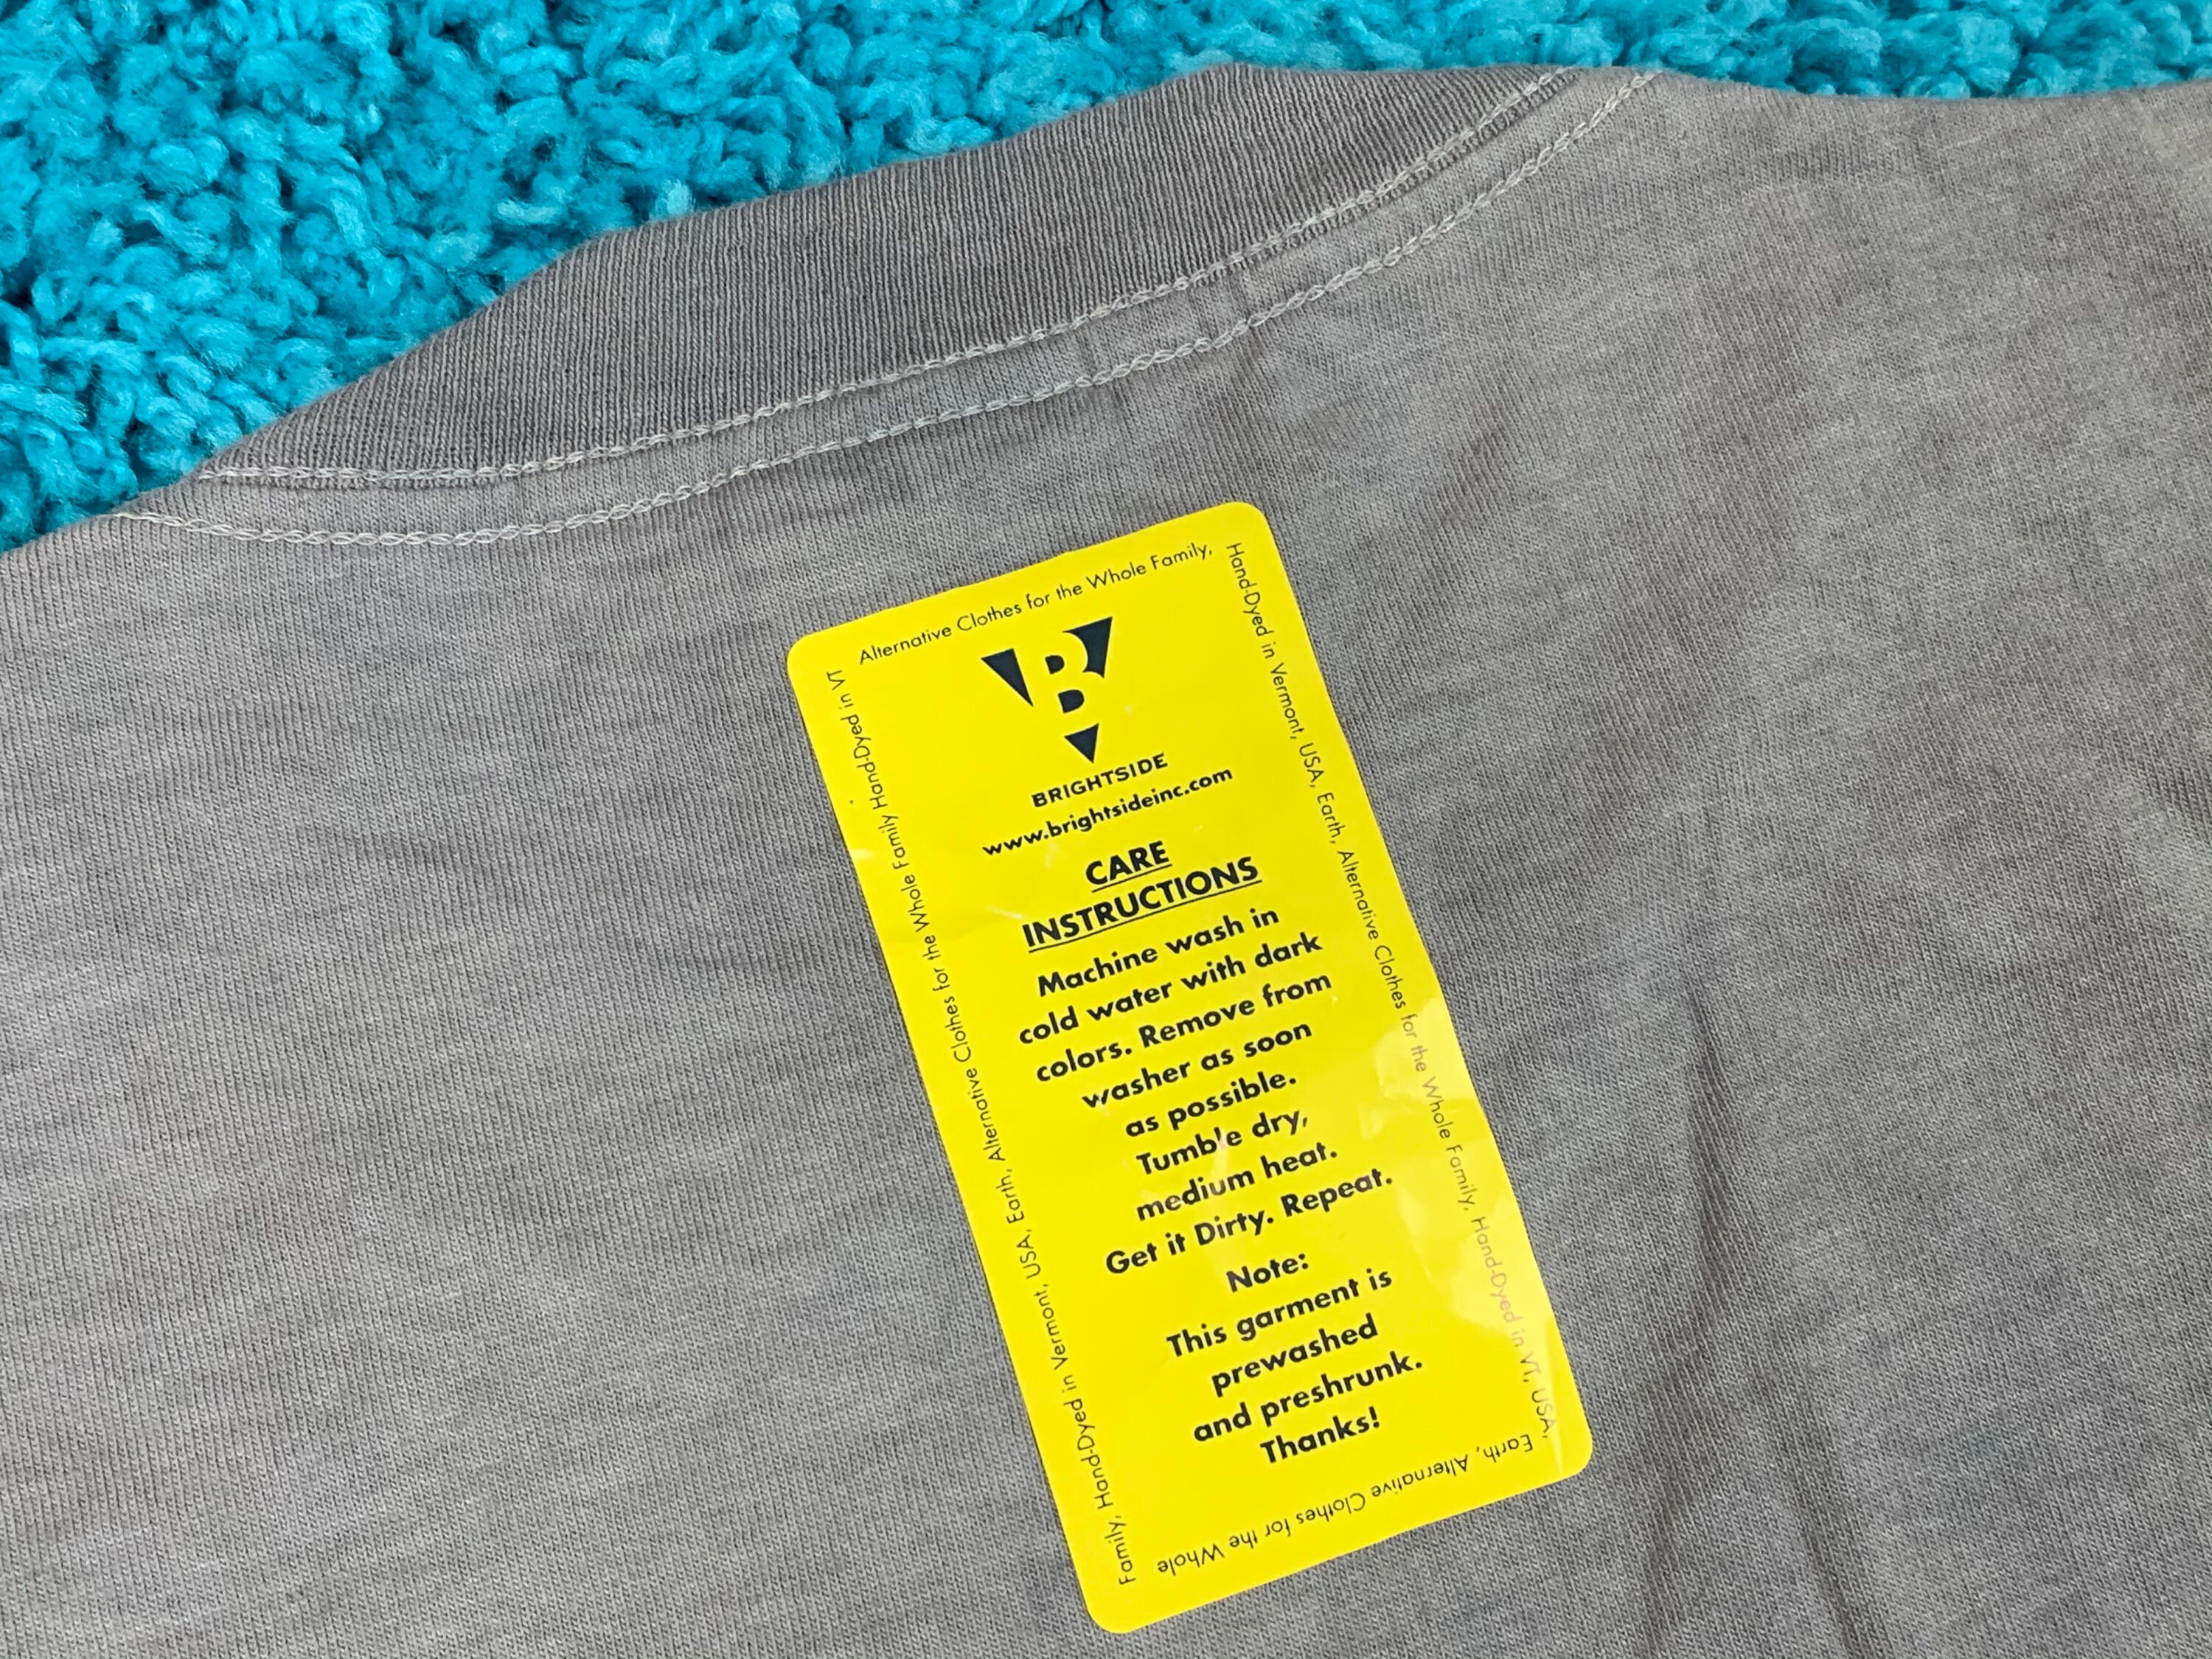 Alternative Clothes for the Whole Family,
Hand-Dyed in Vermont, USA, Earth, Alternative Clothes for the Whole Family, Hand-Dyed in VT, USA,
Earth, Alternative Clothes for the Whole
Family, Hand-Dyed in Vermont, USA, Earth, Alternative Clothes for the Whole Family Hand-Dyed in VT
B
BRIGHTSIDE
www.brightsideinc.com
CARE
INSTRUCTIONS
Machine wash in
cold water with dark
colors. Remove from
washer as soon
as possible.
Tumble dry,
medium heat.
Get it Dirty. Repeat.
Note:
This garment is
prewashed
and preshrunk.
Thanks!